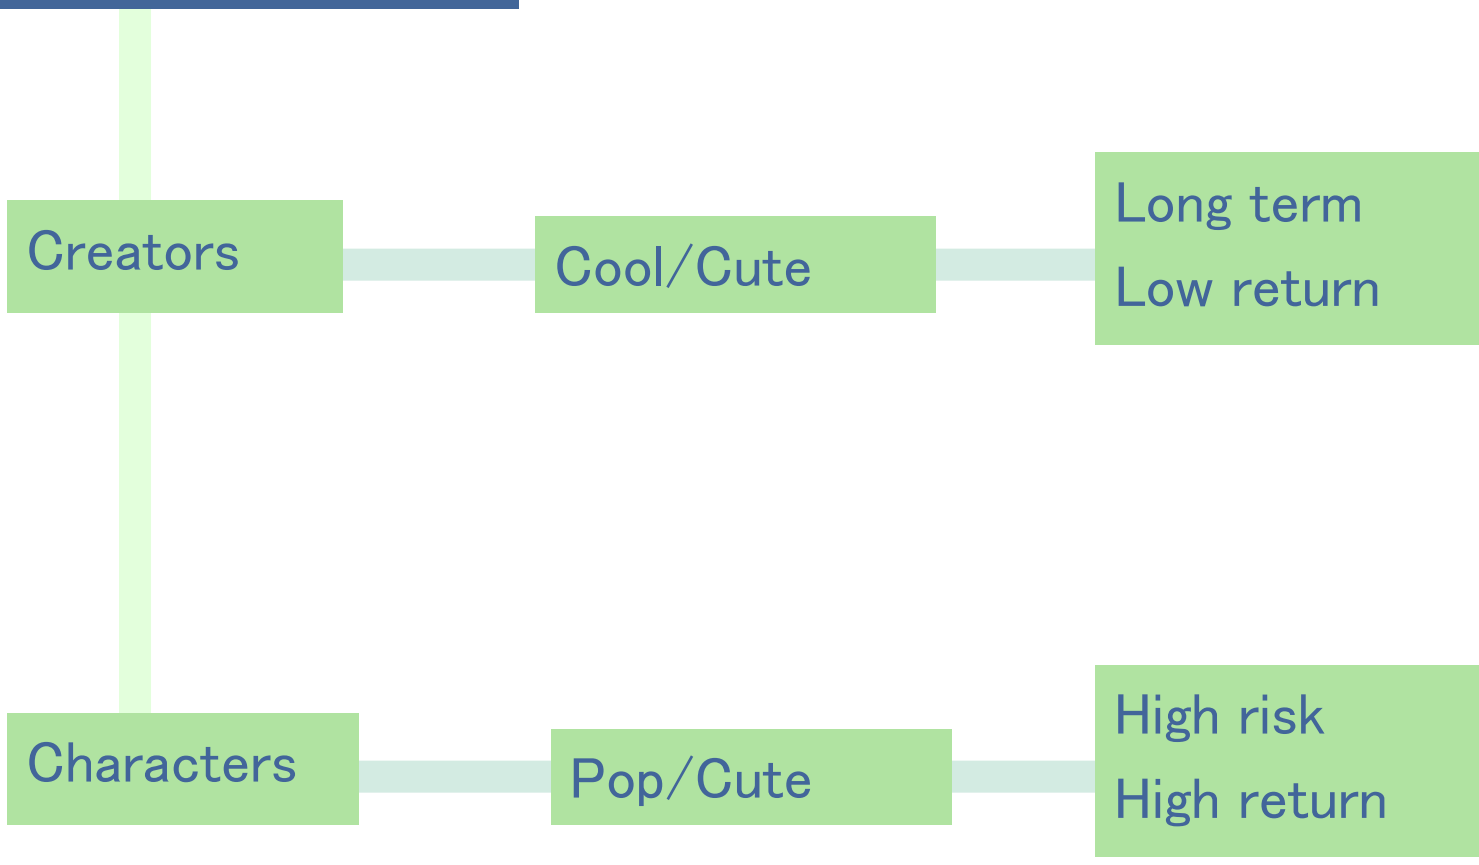 Creators
Cool/Cute
Long term
Low return
Characters
Pop/Cute
High risk
High return